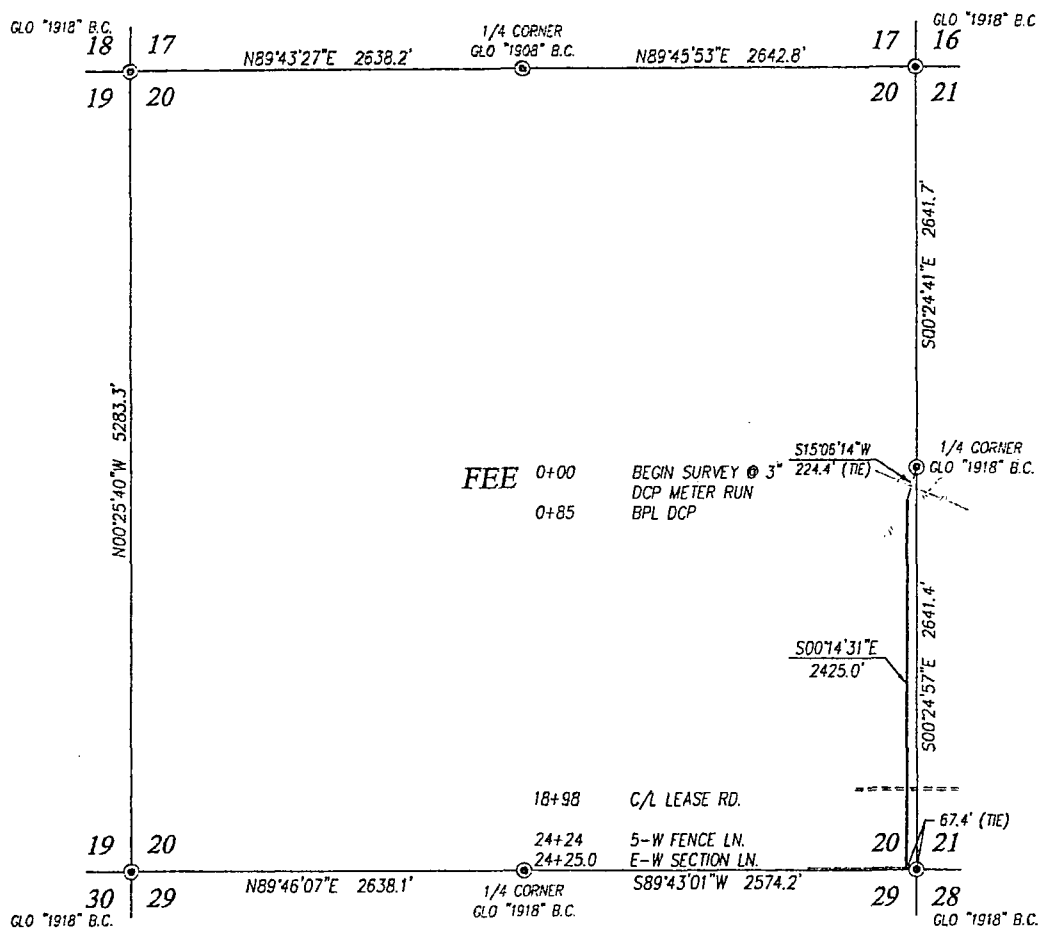 GLO "1918" B.C.
18 17
19 20
N89°43'27"E 2638.2'
1/4 CORNER
GLO "1908" B.C.
N89°45'53"E 2642.8'
GLO "1918" B.C
17 16
20 21
S00°24'41"E 2641.7'
N00°25'40"W 5283.3'
1/4 CORNER
GLO "1918" B.C.
S15°06'14"W
224.4' (TIE)
FEE
0+00 BEGIN SURVEY @ 3"
DCP METER RUN
0+85 BPL DCP
S00°14'31"E
2425.0'
S00°24'57"E 2641.4'
18+98 C/L LEASE RD.
24+24 5-W FENCE LN.
24+25.0 E-W SECTION LN.
67.4' (TIE)
19 20
30 29
GLO "1918" B.C.
N89°46'07"E 2638.1'
1/4 CORNER
GLO "1918" B.C.
S89°43'01"W 2574.2'
20 21
29 28
GLO "1918" B.C.